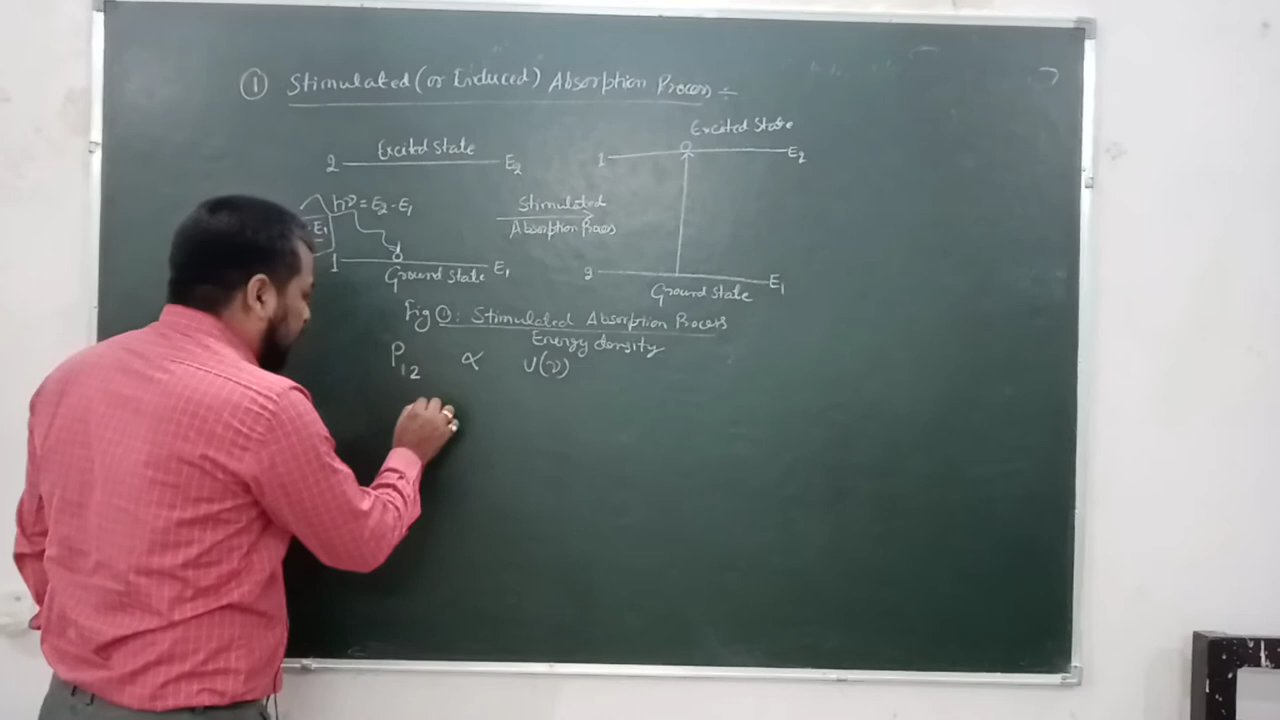 ① Stimulated (or Induced) Absorption Process :-
2 Excited State E₂
hν = E₂ - E₁
E₁
1 Ground State E₁
Stimulated
Absorption Process
Excited State
1 E₂
2 E₁
Ground State
Fig ①: Stimulated Absorption Process
Energy density
P₁₂ ∝ U(ν)